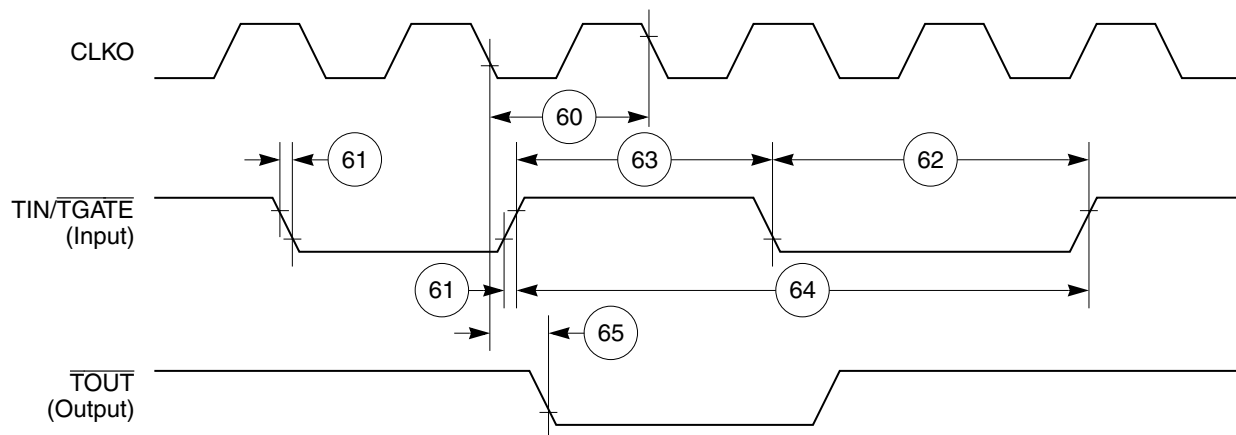 CLKO
60
61
63
62
TIN/TGATE
(Input)
61
64
65
TOUT
(Output)